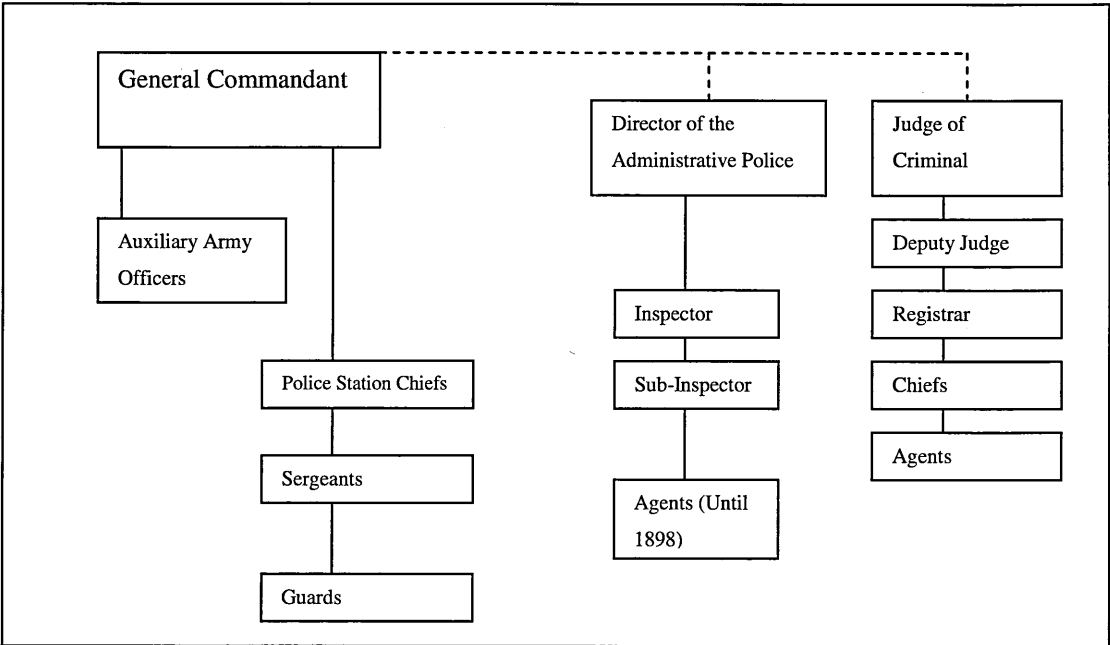 General Commandant
Auxiliary Army
Officers
Police Station Chiefs
Sergeants
Guards
Director of the
Administrative Police
Inspector
Sub-Inspector
Agents (Until
1898)
Judge of
Criminal
Deputy Judge
Registrar
Chiefs
Agents